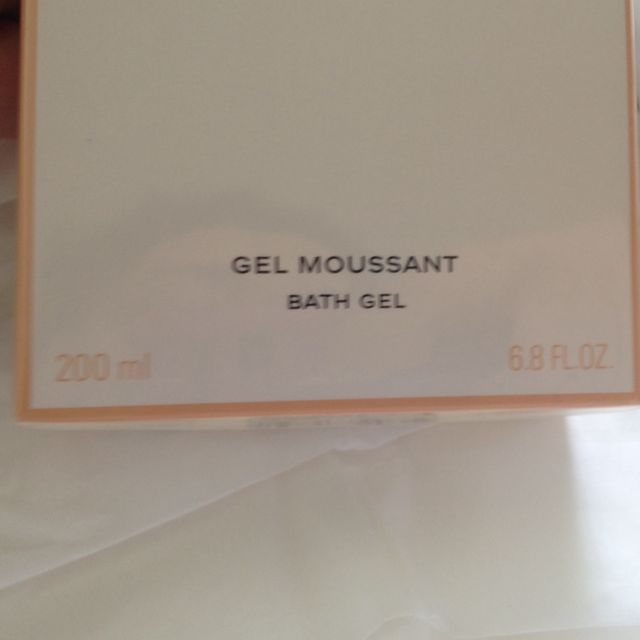 GEL MOUSSANT
BATH GEL
200 ml
6.8 FL.OZ.